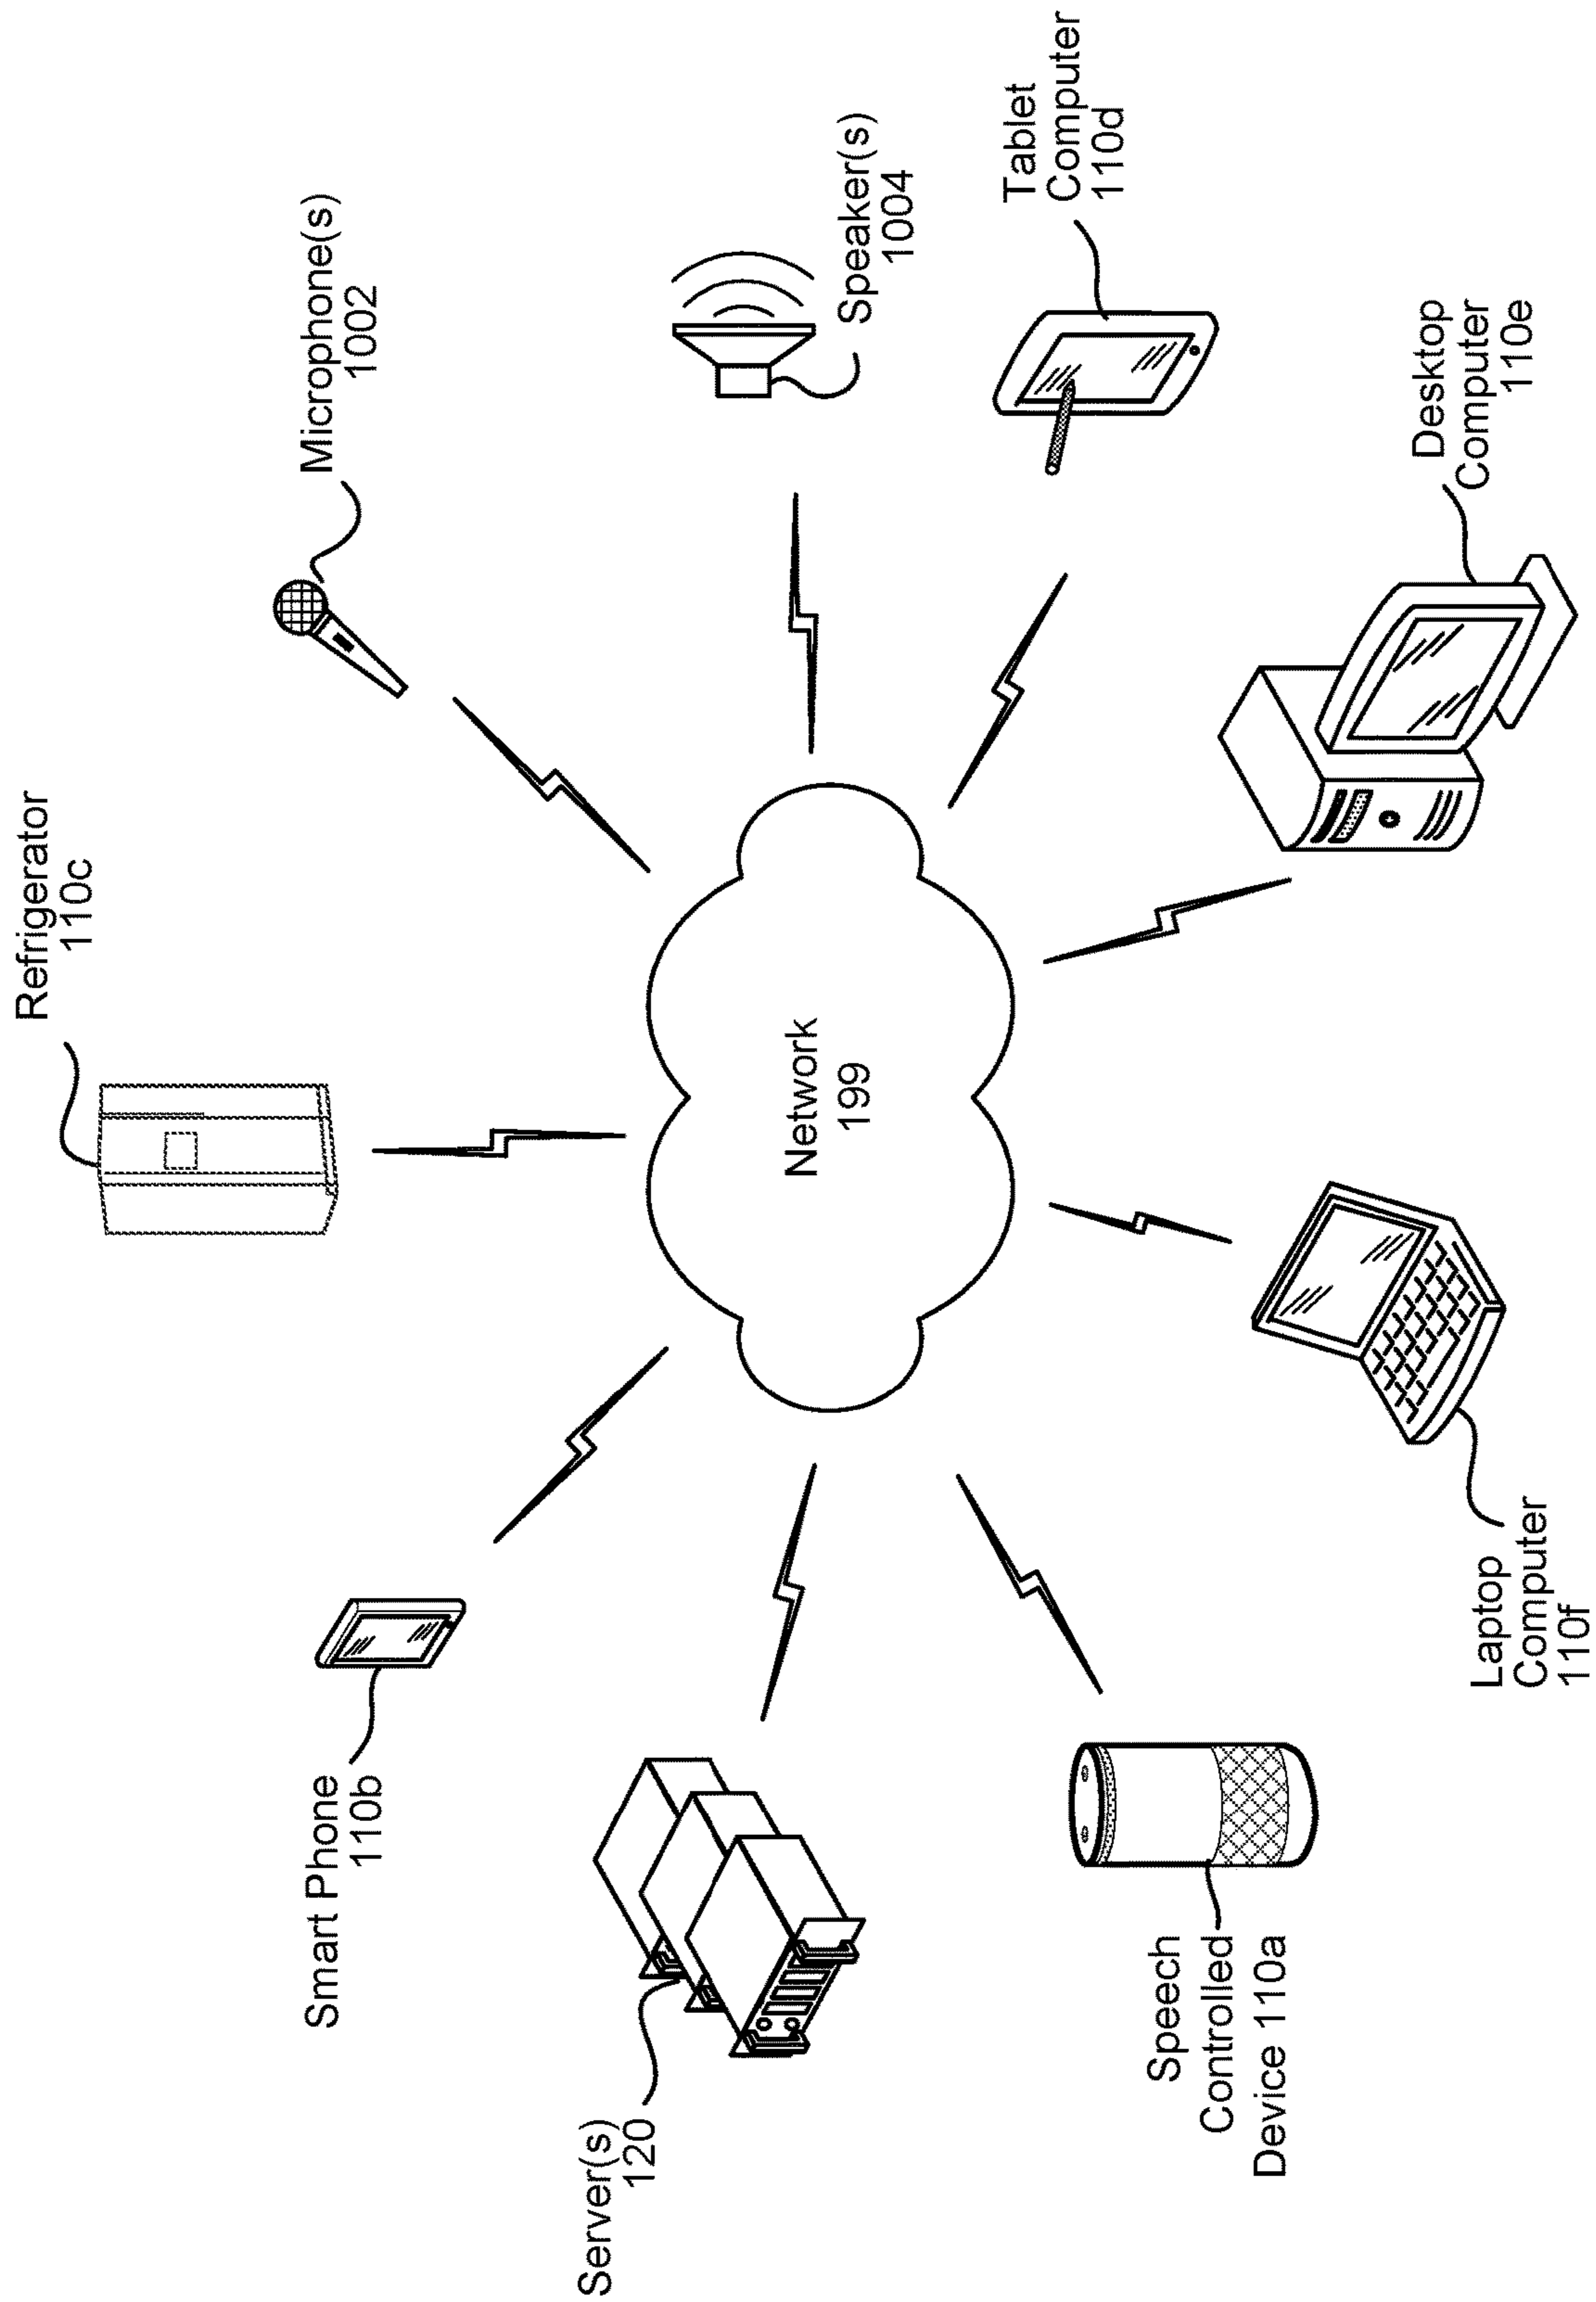 Refrigerator
110c
Smart Phone
110b
Microphone(s)
1002
Server(s)
120
Network
199
Speaker(s)
1004
Speech
Controlled
Device 110a
Tablet
Computer
110d
Laptop
Computer
110f
Desktop
Computer
110e